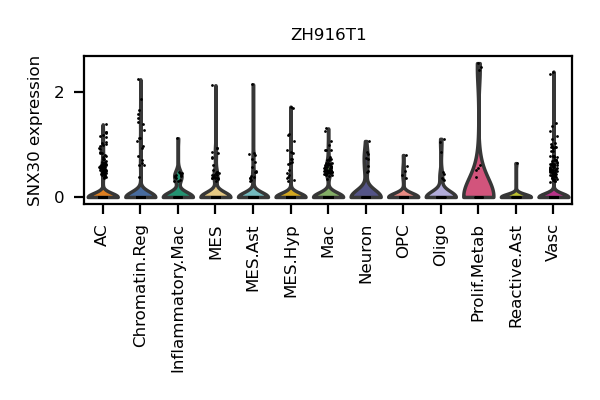 ZH916T1
SNX30 expression
2
0
AC
Chromatin.Reg
Inflammatory.Mac
MES
MES.Ast
MES.Hyp
Mac
Neuron
OPC
Oligo
Prolif.Metab
Reactive.Ast
Vasc